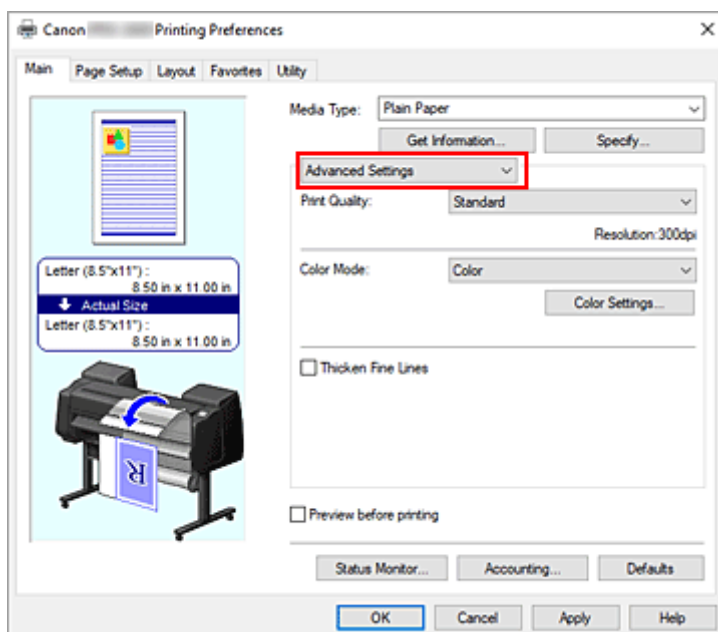 Canon Printing Preferences
Main Page Setup Layout Favorites Utility
Media Type: Plain Paper
Get Information... Specify...
Advanced Settings
Print Quality: Standard
Resolution:300dpi
Color Mode: Color
Color Settings...
Thicken Fine Lines
Letter (8.5"x11") :
8.50 in x 11.00 in
Actual Size
Letter (8.5"x11") :
8.50 in x 11.00 in
R
Preview before printing
Status Monitor... Accounting... Defaults
OK Cancel Apply Help